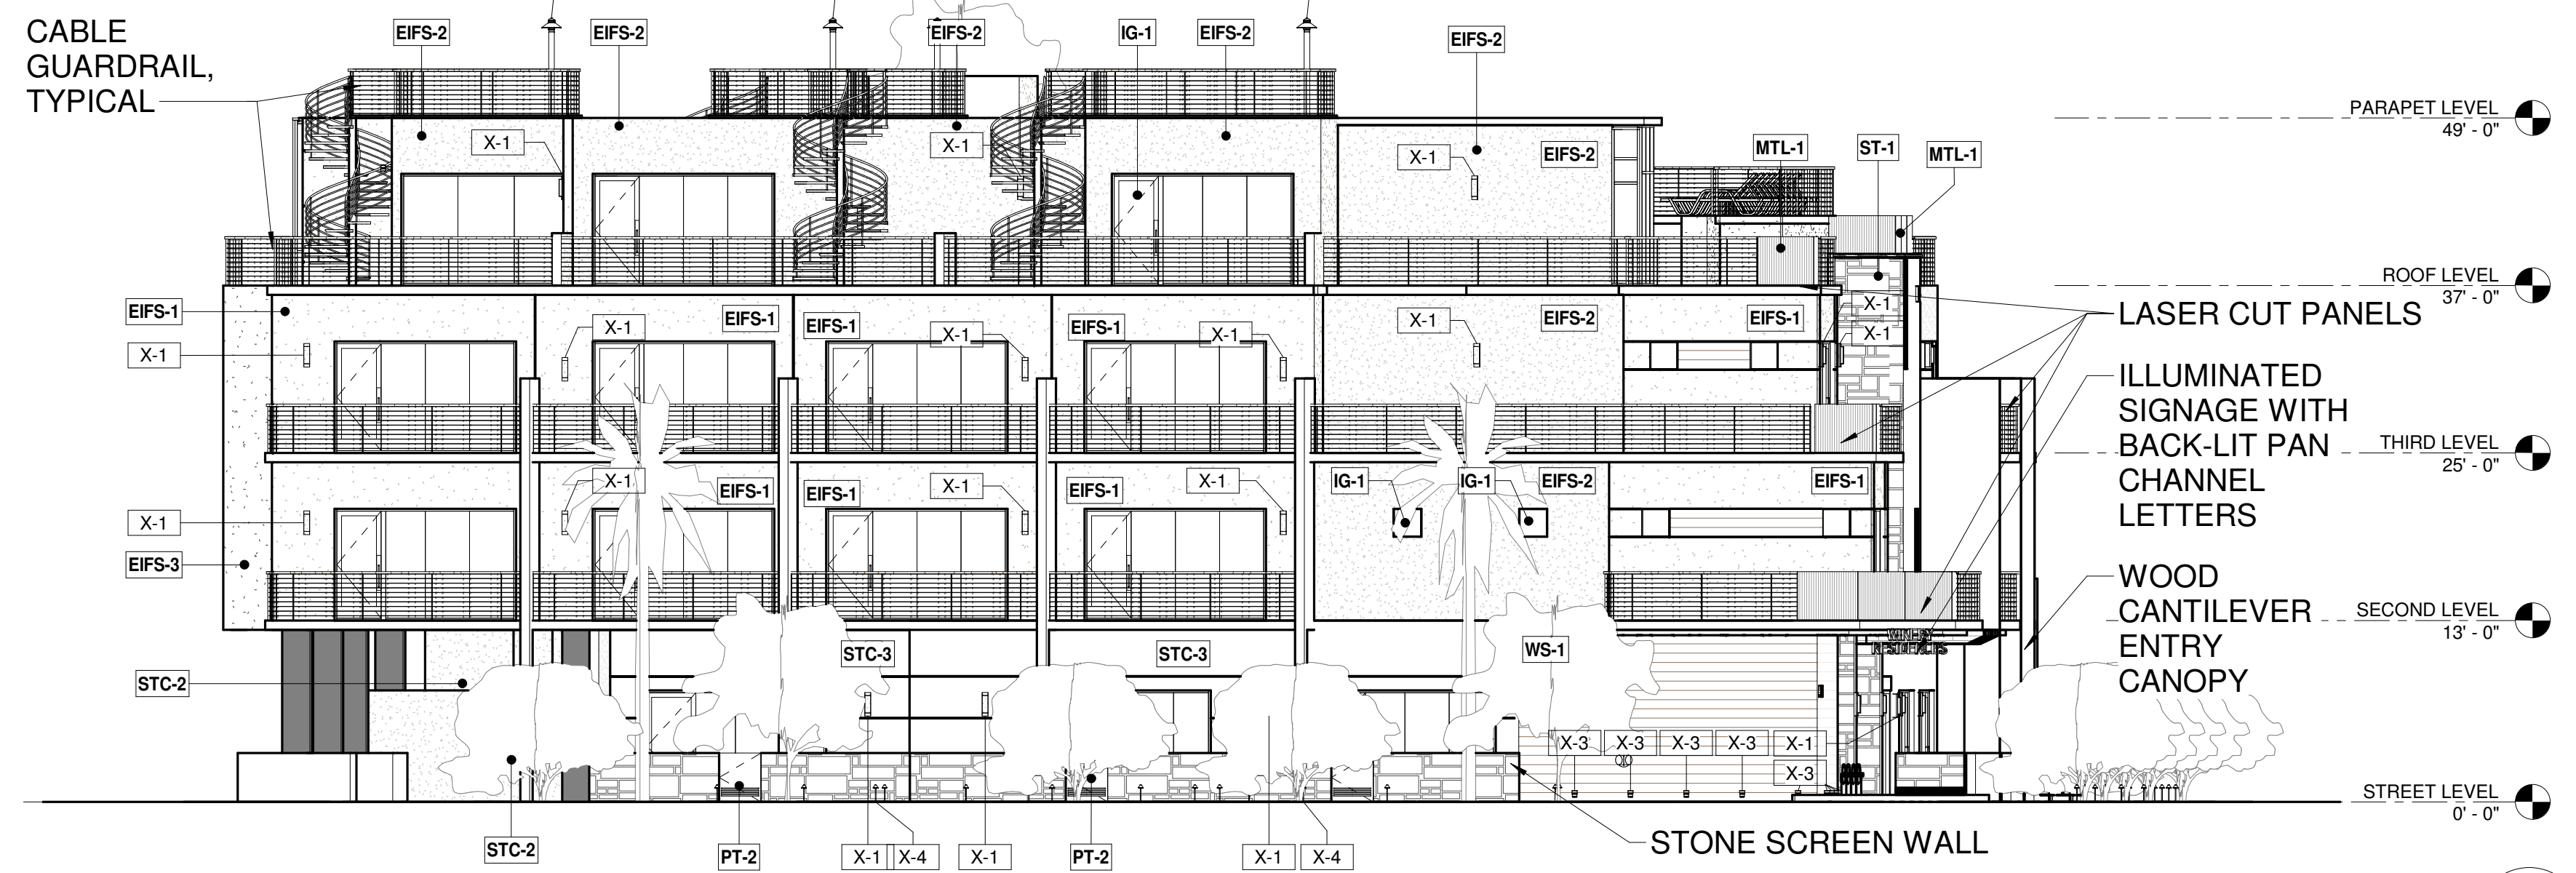 CABLE
GUARDRAIL,
TYPICAL
EIFS-2
EIFS-2
EIFS-2
IG-1
EIFS-2
EIFS-2
X-1
X-1
X-1
EIFS-2
MTL-1
ST-1
MTL-1
PARAPET LEVEL
49' - 0"
ROOF LEVEL
37' - 0"
EIFS-1
X-1
X-1
EIFS-1
EIFS-1
X-1
EIFS-1
X-1
X-1
EIFS-2
EIFS-1
X-1
X-1
LASER CUT PANELS
ILLUMINATED
SIGNAGE WITH
BACK-LIT PAN
CHANNEL
LETTERS
THIRD LEVEL
25' - 0"
X-1
EIFS-3
X-1
EIFS-1
EIFS-1
X-1
EIFS-1
X-1
IG-1
IG-1
EIFS-2
EIFS-1
WOOD
CANTILEVER
ENTRY
CANOPY
SECOND LEVEL
13' - 0"
STC-2
STC-3
STC-3
WS-1
RESIDENCES
X-3
X-3
X-3
X-3
X-1
X-3
STREET LEVEL
0' - 0"
STC-2
PT-2
X-1
X-4
X-1
PT-2
X-1
X-4
STONE SCREEN WALL